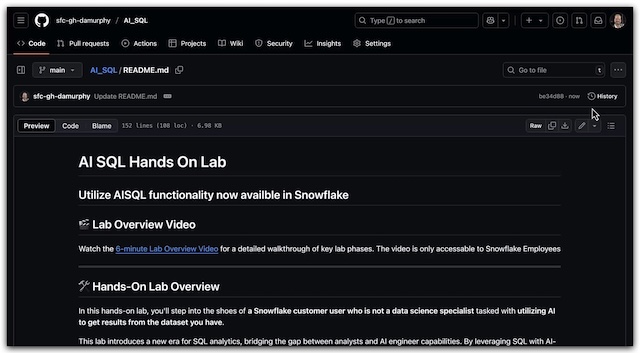 sfc-gh-damurphy / AI_SQL
Type / to search
Code Pull requests Actions Projects Wiki Security Insights Settings
main AI_SQL / README.md
Go to file t
sfc-gh-damurphy Update README.md
be34d88 · now History
Preview Code Blame 152 lines (108 loc) · 6.98 KB
Raw
AI SQL Hands On Lab
Utilize AISQL functionality now availble in Snowflake
Lab Overview Video
Watch the 6-minute Lab Overview Video for a detailed walkthrough of key lab phases. The video is only accessable to Snowflake Employees
Hands-On Lab Overview
In this hands-on lab, you'll step into the shoes of a Snowflake customer user who is not a data science specialist tasked with utilizing AI
to get results from the dataset you have.
This lab introduces a new era for SQL analytics, bridging the gap between analysts and AI engineer capabilities. By leveraging SQL with AI-